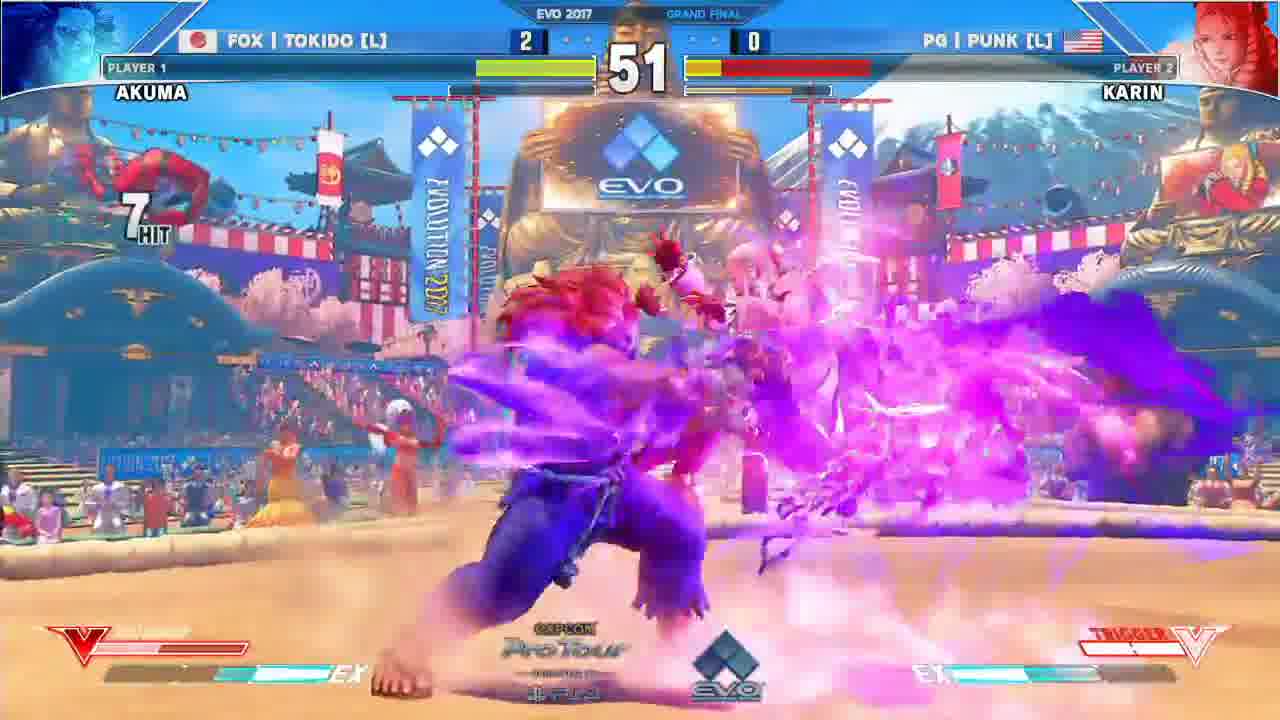 EVO 2017
GRAND FINAL
FOX | TOKIDO [L]
2
51
0
PG | PUNK [L]
PLAYER 1
PLAYER 2
AKUMA
KARIN
EVO
7 HIT
EVOLUTION 2017
TRIGGER
EX
EX
CAPCOM
Pro Tour
EVO